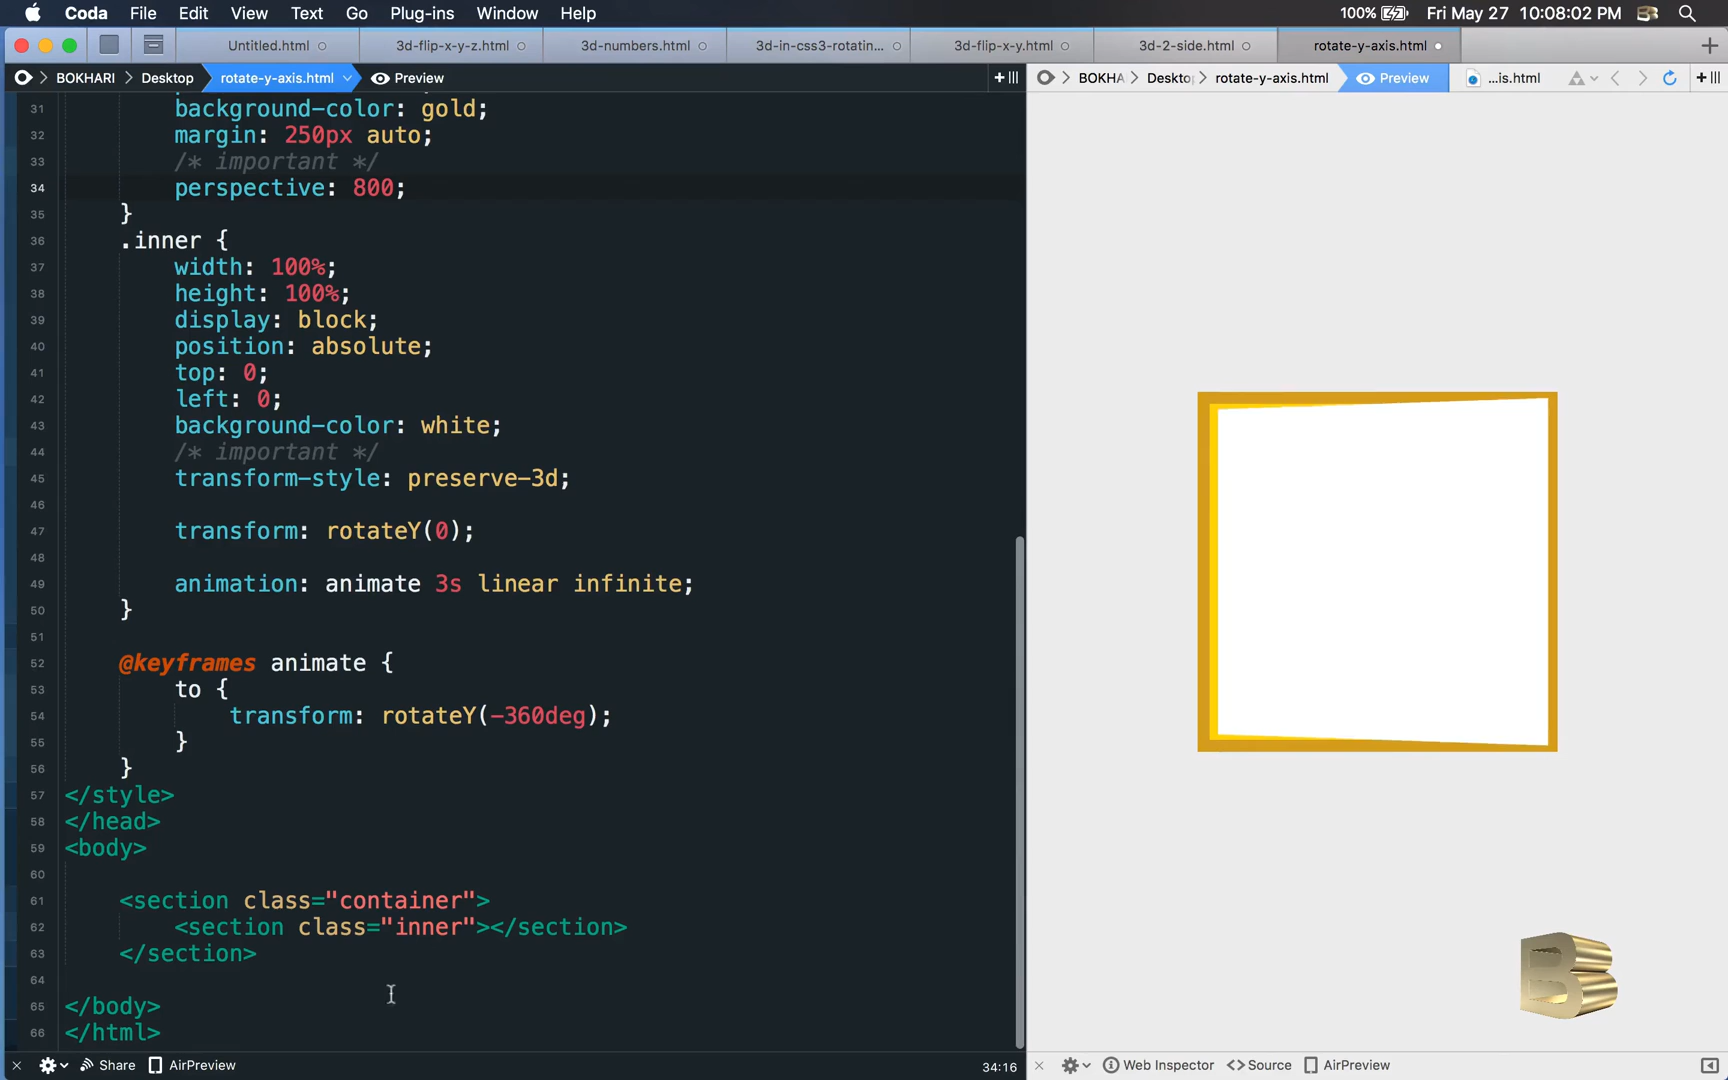 Coda File Edit View Text Go Plug-ins Window Help 100% Fri May 27 10:08:02 PM
Untitled.html 3d-flip-x-y-z.html 3d-numbers.html 3d-in-css3-rotatin... 3d-flip-x-y.html 3d-2-side.html rotate-y-axis.html
BOKHARI Desktop rotate-y-axis.html Preview
BOKHA Deskto rotate-y-axis.html Preview ...is.html
31 background-color: gold;
32 margin: 250px auto;
33 /* important */
34 perspective: 800;
35 }
36 .inner {
37 width: 100%;
38 height: 100%;
39 display: block;
40 position: absolute;
41 top: 0;
42 left: 0;
43 background-color: white;
44 /* important */
45 transform-style: preserve-3d;
46
47 transform: rotateY(0);
48
49 animation: animate 3s linear infinite;
50 }
51
52 @keyframes animate {
53 to {
54 transform: rotateY(-360deg);
55 }
56 }
57 </style>
58 </head>
59 <body>
60
61 <section class="container">
62 <section class="inner"></section>
63 </section>
64
65 </body>
66 </html>
B
Share AirPreview 34:16
Web Inspector Source AirPreview